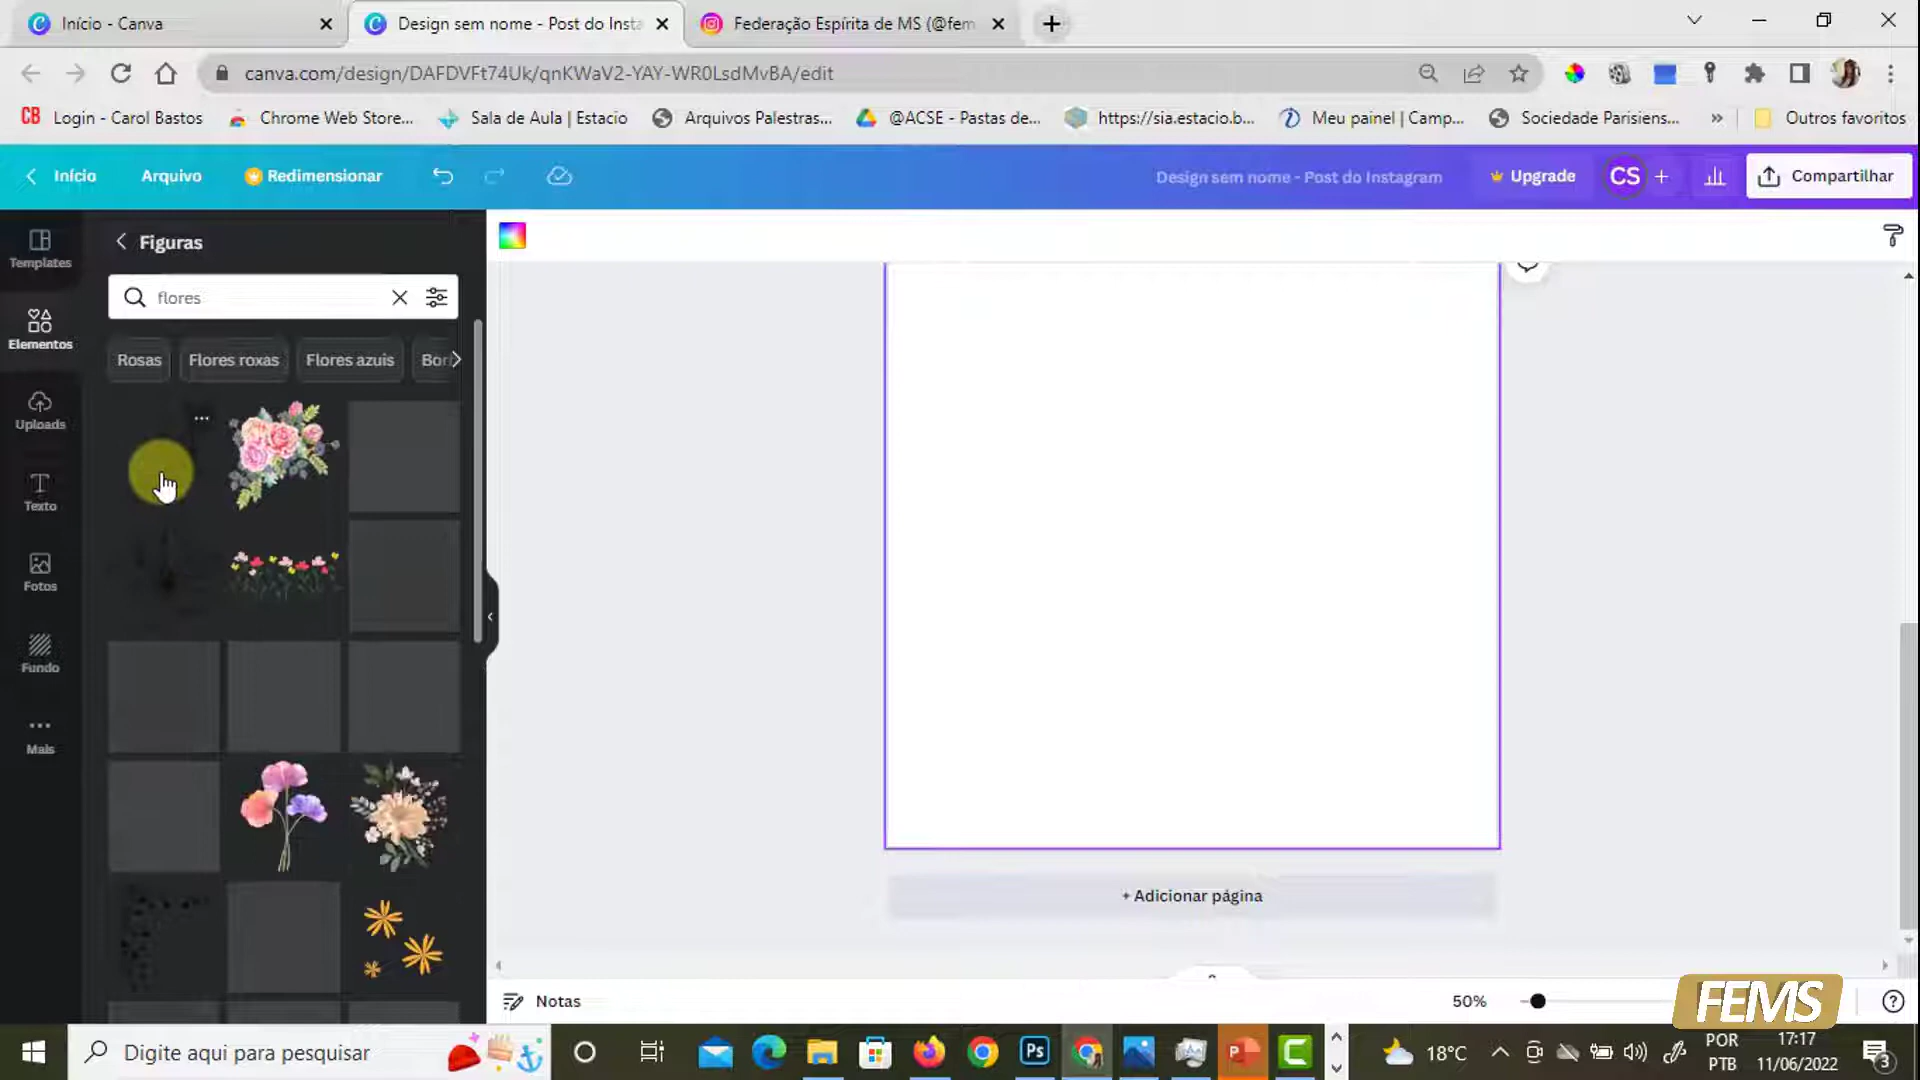 Início - Canva
Design sem nome - Post do Insta
Federação Espírita de MS (@fem
canva.com/design/DAFDVFt74Uk/qnKWaV2-YAY-WR0LsdMvBA/edit
CB Login - Carol Bastos
Chrome Web Store...
Sala de Aula | Estacio
Arquivos Palestras...
@ACSE - Pastas de...
https://sia.estacio.b...
Meu painel | Camp...
Sociedade Parisiens...
»
Outros favoritos
Início
Arquivo
Redimensionar
Design sem nome - Post do Instagram
Upgrade
CS
+
Compartilhar
Templates
Elementos
Uploads
Texto
Fotos
Fundo
Mais
Figuras
flores
Rosas
Flores roxas
Flores azuis
+ Adicionar página
Notas
50%
FEMS
Digite aqui para pesquisar
Ps
18°C
POR
PTB
17:17
11/06/2022
3